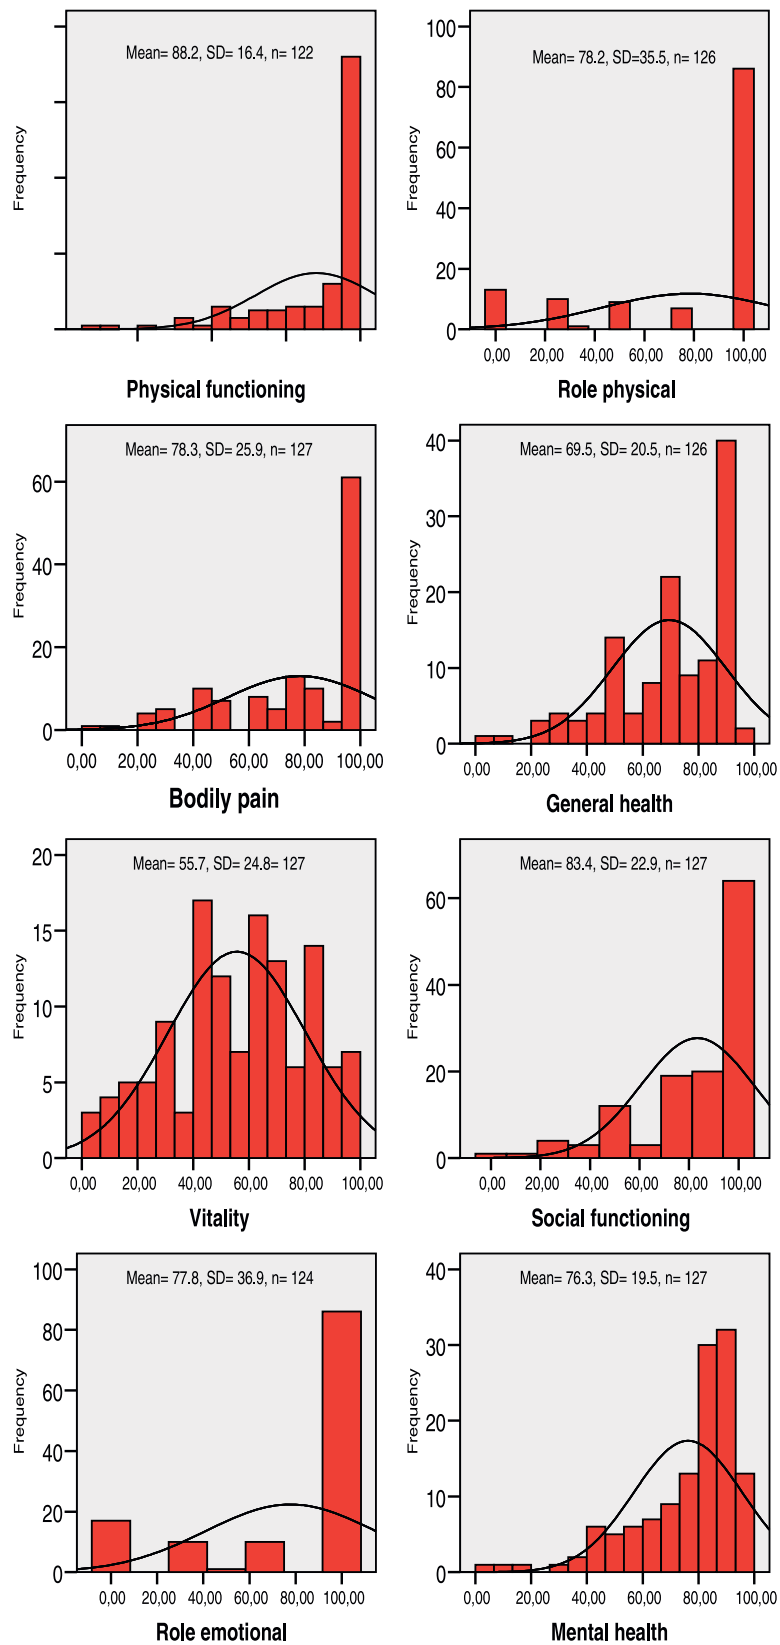 Mean= 88.2, SD= 16.4, n= 122
Frequency
Physical functioning
Mean= 78.2, SD=35.5, n= 126
100
80
60
40
20
0
Frequency
0,00 20,00 40,00 60,00 80,00 100,00
Role physical
Mean= 78.3, SD= 25.9, n= 127
60
40
20
0
Frequency
0,00 20,00 40,00 60,00 80,00 100,00
Bodily pain
Mean= 69.5, SD= 20.5, n= 126
40
30
20
10
0
Frequency
0,00 20,00 40,00 60,00 80,00 100,00
General health
Mean= 55.7, SD= 24.8= 127
20
15
10
5
0
Frequency
0,00 20,00 40,00 60,00 80,00 100,00
Vitality
Mean= 83.4, SD= 22.9, n= 127
60
40
20
0
Frequency
0,00 20,00 40,00 60,00 80,00 100,00
Social functioning
Mean= 77.8, SD= 36.9, n= 124
100
80
60
40
20
0
Frequency
0,00 20,00 40,00 60,00 80,00 100,00
Role emotional
Mean= 76.3, SD= 19.5, n= 127
40
30
20
10
0
Frequency
0,00 20,00 40,00 60,00 80,00 100,00
Mental health